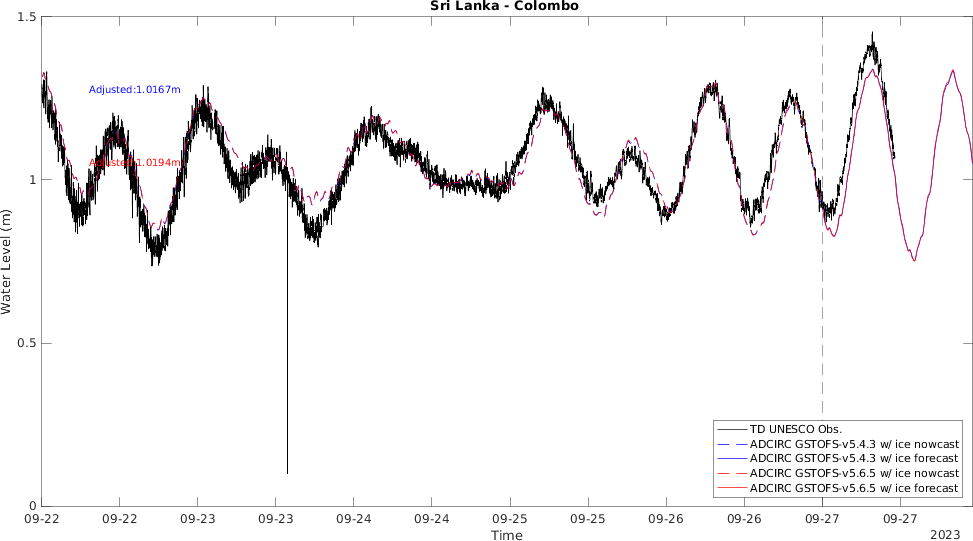 Sri Lanka - Colombo
1.5
Adjusted:1.0167m
Adjusted:1.0194m
1
Water Level (m)
0.5
0
TD UNESCO Obs.
ADCIRC GSTOFS-v5.4.3 w/ ice nowcast
ADCIRC GSTOFS-v5.4.3 w/ ice forecast
ADCIRC GSTOFS-v5.6.5 w/ ice nowcast
ADCIRC GSTOFS-v5.6.5 w/ ice forecast
09-22 09-22 09-23 09-23 09-24 09-24 09-25 09-25 09-26 09-26 09-27 09-27
Time
2023